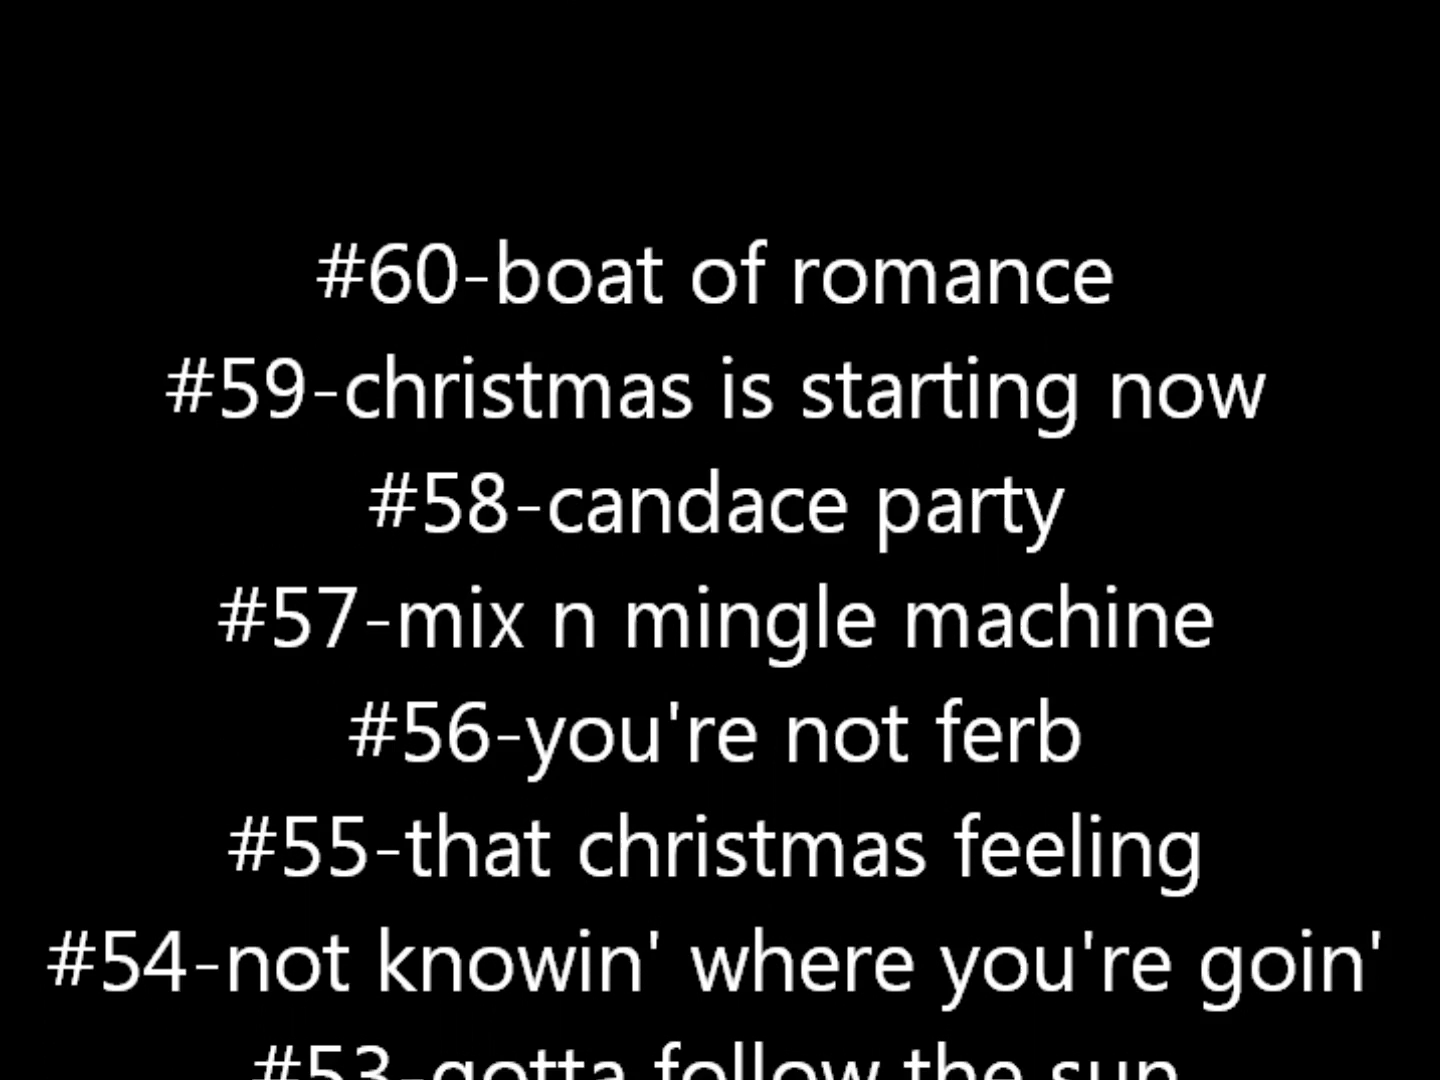 #60-boat of romance
#59-christmas is starting now
#58-candace party
#57-mix n mingle machine
#56-you're not ferb
#55-that christmas feeling
#54-not knowin' where you're goin'
#53-gotta follow the sun